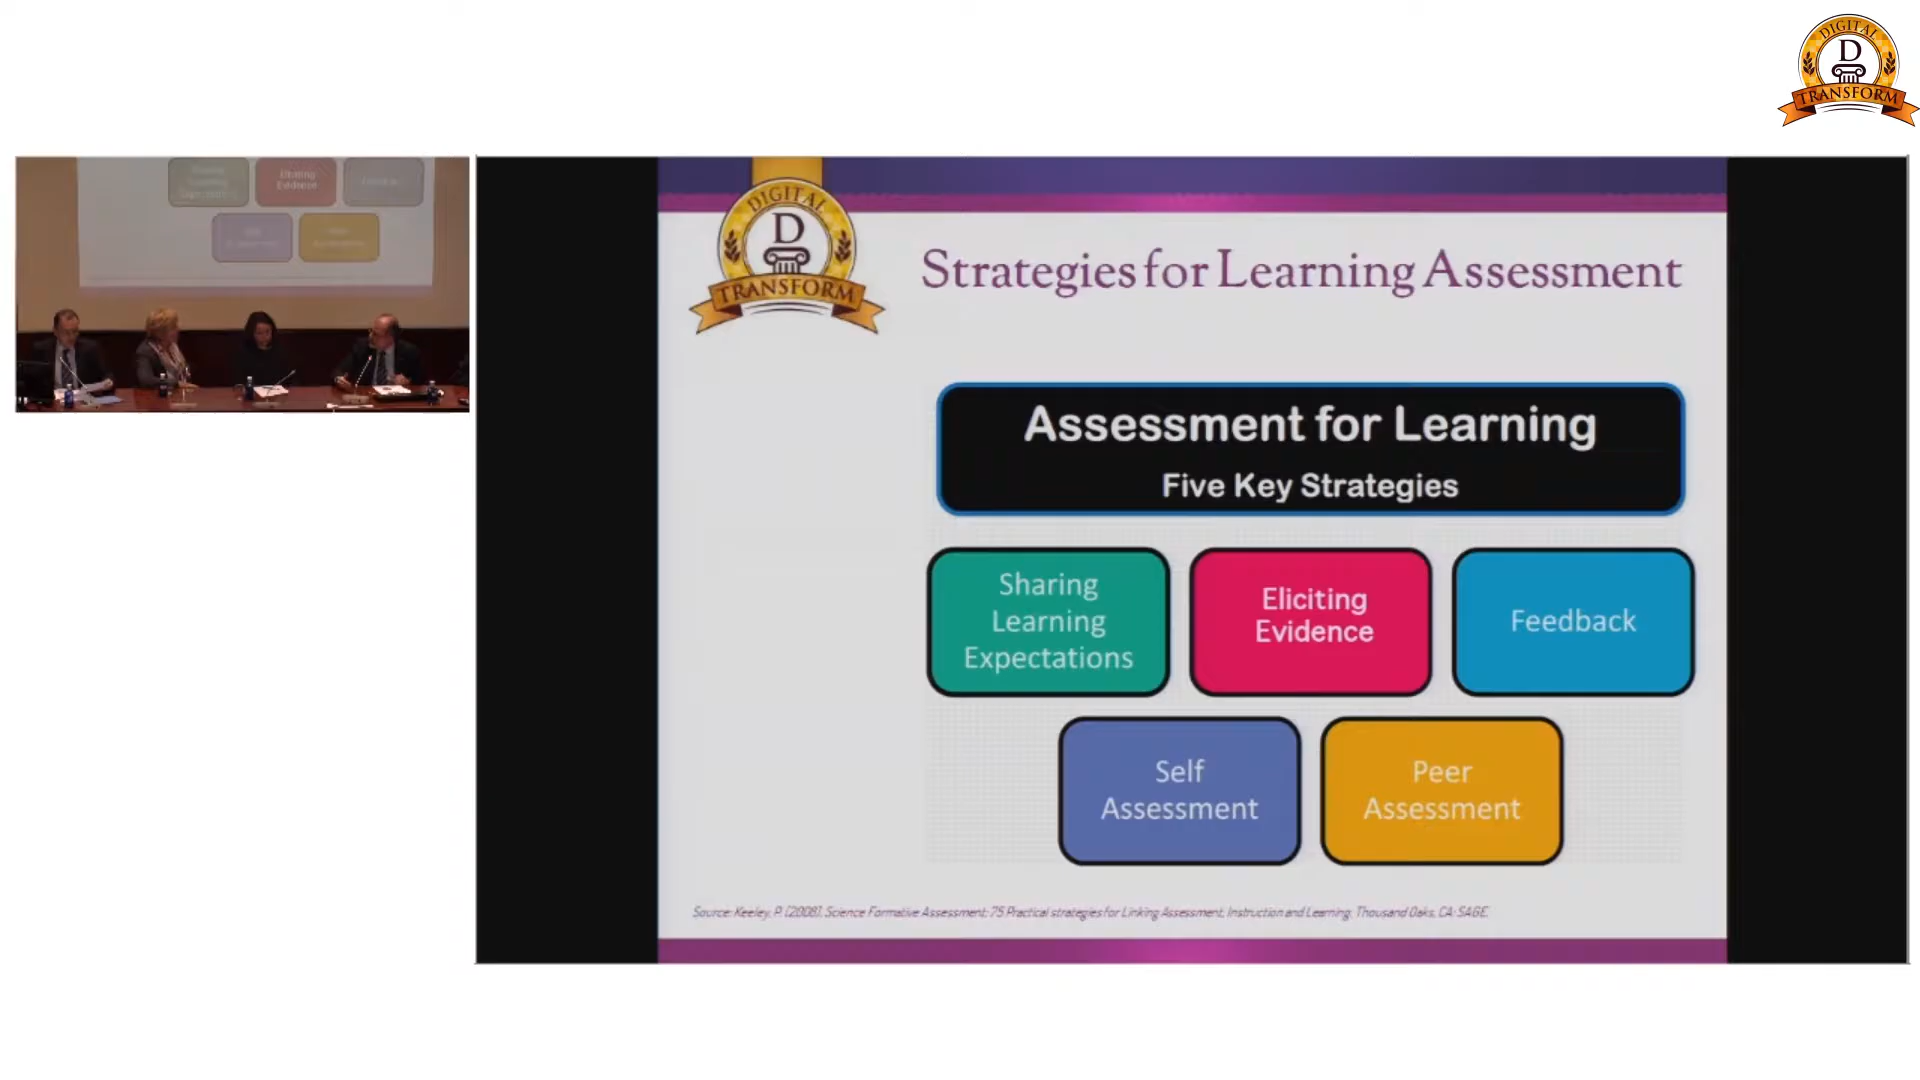 DIGITAL
D
TRANSFORM
Eliciting
Evidence
DIGITAL
D
TRANSFORM
Strategies for Learning Assessment
Assessment for Learning
Five Key Strategies
Sharing
Learning
Expectations
Eliciting
Evidence
Feedback
Self
Assessment
Peer
Assessment
Source: Keeley, P. (2008). Science Formative Assessment: 75 Practical strategies for Linking Assessment, Instruction and Learning. Thousand Oaks, CA: SAGE.